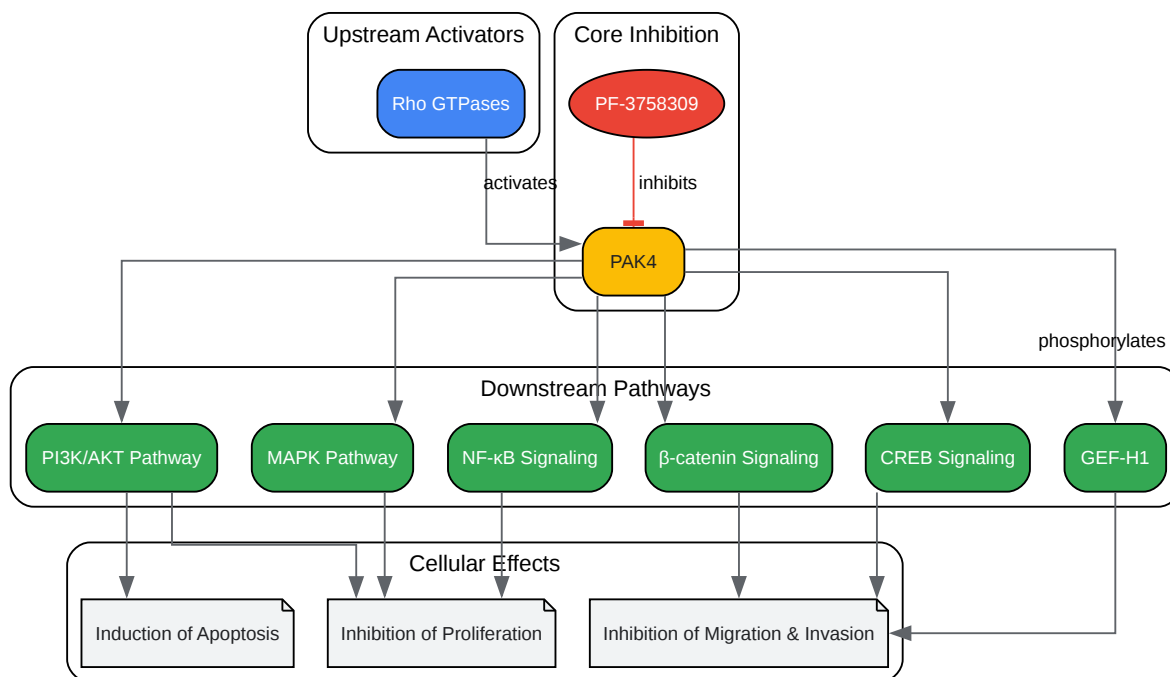 Upstream Activators
Core Inhibition
Rho GTPases
PF-3758309
activates
inhibits
PAK4
phosphorylates
Downstream Pathways
PI3K/AKT Pathway
MAPK Pathway
NF-κB Signaling
β-catenin Signaling
CREB Signaling
GEF-H1
Cellular Effects
Induction of Apoptosis
Inhibition of Proliferation
Inhibition of Migration & Invasion